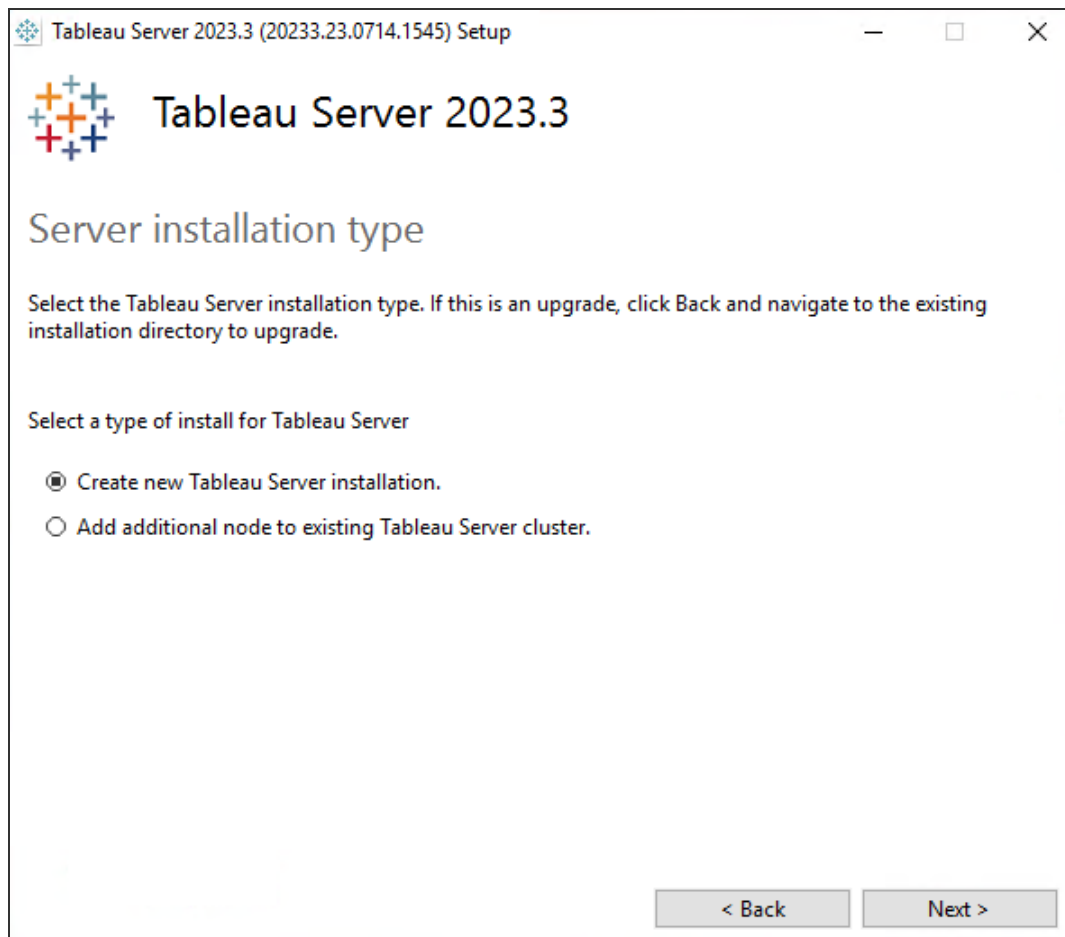 Tableau Server 2023.3 (20233.23.0714.1545) Setup
Tableau Server 2023.3
Server installation type
Select the Tableau Server installation type. If this is an upgrade, click Back and navigate to the existing
installation directory to upgrade.
Select a type of install for Tableau Server
Create new Tableau Server installation.
Add additional node to existing Tableau Server cluster.
< Back
Next >